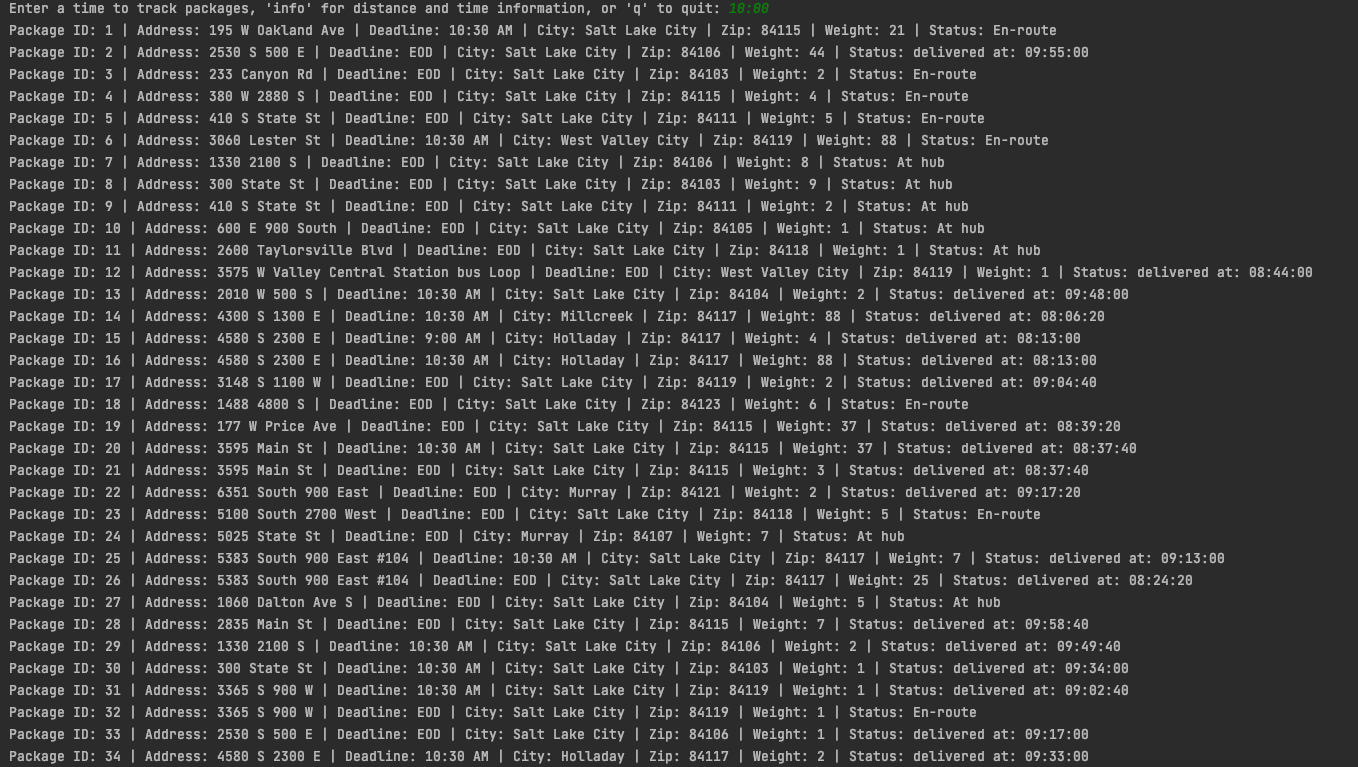 Enter a time to track packages, 'info' for distance and time information, or 'q' to quit: 10:00
Package ID: 1 | Address: 195 W Oakland Ave | Deadline: 10:30 AM | City: Salt Lake City | Zip: 84115 | Weight: 21 | Status: En-route
Package ID: 2 | Address: 2530 S 500 E | Deadline: EOD | City: Salt Lake City | Zip: 84106 | Weight: 44 | Status: delivered at: 09:55:00
Package ID: 3 | Address: 233 Canyon Rd | Deadline: EOD | City: Salt Lake City | Zip: 84103 | Weight: 2 | Status: En-route
Package ID: 4 | Address: 380 W 2880 S | Deadline: EOD | City: Salt Lake City | Zip: 84115 | Weight: 4 | Status: En-route
Package ID: 5 | Address: 410 S State St | Deadline: EOD | City: Salt Lake City | Zip: 84111 | Weight: 5 | Status: En-route
Package ID: 6 | Address: 3060 Lester St | Deadline: 10:30 AM | City: West Valley City | Zip: 84119 | Weight: 88 | Status: En-route
Package ID: 7 | Address: 1330 2100 S | Deadline: EOD | City: Salt Lake City | Zip: 84106 | Weight: 8 | Status: At hub
Package ID: 8 | Address: 300 State St | Deadline: EOD | City: Salt Lake City | Zip: 84103 | Weight: 9 | Status: At hub
Package ID: 9 | Address: 410 S State St | Deadline: EOD | City: Salt Lake City | Zip: 84111 | Weight: 2 | Status: At hub
Package ID: 10 | Address: 600 E 900 South | Deadline: EOD | City: Salt Lake City | Zip: 84105 | Weight: 1 | Status: At hub
Package ID: 11 | Address: 2600 Taylorsville Blvd | Deadline: EOD | City: Salt Lake City | Zip: 84118 | Weight: 1 | Status: At hub
Package ID: 12 | Address: 3575 W Valley Central Station bus Loop | Deadline: EOD | City: West Valley City | Zip: 84119 | Weight: 1 | Status: delivered at: 08:44:00
Package ID: 13 | Address: 2010 W 500 S | Deadline: 10:30 AM | City: Salt Lake City | Zip: 84104 | Weight: 2 | Status: delivered at: 09:48:00
Package ID: 14 | Address: 4300 S 1300 E | Deadline: 10:30 AM | City: Millcreek | Zip: 84117 | Weight: 88 | Status: delivered at: 08:06:20
Package ID: 15 | Address: 4580 S 2300 E | Deadline: 9:00 AM | City: Holladay | Zip: 84117 | Weight: 4 | Status: delivered at: 08:13:00
Package ID: 16 | Address: 4580 S 2300 E | Deadline: 10:30 AM | City: Holladay | Zip: 84117 | Weight: 88 | Status: delivered at: 08:13:00
Package ID: 17 | Address: 3148 S 1100 W | Deadline: EOD | City: Salt Lake City | Zip: 84119 | Weight: 2 | Status: delivered at: 09:04:40
Package ID: 18 | Address: 1488 4800 S | Deadline: EOD | City: Salt Lake City | Zip: 84123 | Weight: 6 | Status: En-route
Package ID: 19 | Address: 177 W Price Ave | Deadline: EOD | City: Salt Lake City | Zip: 84115 | Weight: 37 | Status: delivered at: 08:39:20
Package ID: 20 | Address: 3595 Main St | Deadline: 10:30 AM | City: Salt Lake City | Zip: 84115 | Weight: 37 | Status: delivered at: 08:37:40
Package ID: 21 | Address: 3595 Main St | Deadline: EOD | City: Salt Lake City | Zip: 84115 | Weight: 3 | Status: delivered at: 08:37:40
Package ID: 22 | Address: 6351 South 900 East | Deadline: EOD | City: Murray | Zip: 84121 | Weight: 2 | Status: delivered at: 09:17:20
Package ID: 23 | Address: 5100 South 2700 West | Deadline: EOD | City: Salt Lake City | Zip: 84118 | Weight: 5 | Status: En-route
Package ID: 24 | Address: 5025 State St | Deadline: EOD | City: Murray | Zip: 84107 | Weight: 7 | Status: At hub
Package ID: 25 | Address: 5383 South 900 East #104 | Deadline: 10:30 AM | City: Salt Lake City | Zip: 84117 | Weight: 7 | Status: delivered at: 09:13:00
Package ID: 26 | Address: 5383 South 900 East #104 | Deadline: EOD | City: Salt Lake City | Zip: 84117 | Weight: 25 | Status: delivered at: 08:24:20
Package ID: 27 | Address: 1060 Dalton Ave S | Deadline: EOD | City: Salt Lake City | Zip: 84104 | Weight: 5 | Status: At hub
Package ID: 28 | Address: 2835 Main St | Deadline: EOD | City: Salt Lake City | Zip: 84115 | Weight: 7 | Status: delivered at: 09:58:40
Package ID: 29 | Address: 1330 2100 S | Deadline: 10:30 AM | City: Salt Lake City | Zip: 84106 | Weight: 2 | Status: delivered at: 09:49:40
Package ID: 30 | Address: 300 State St | Deadline: 10:30 AM | City: Salt Lake City | Zip: 84103 | Weight: 1 | Status: delivered at: 09:34:00
Package ID: 31 | Address: 3365 S 900 W | Deadline: 10:30 AM | City: Salt Lake City | Zip: 84119 | Weight: 1 | Status: delivered at: 09:02:40
Package ID: 32 | Address: 3365 S 900 W | Deadline: EOD | City: Salt Lake City | Zip: 84119 | Weight: 1 | Status: En-route
Package ID: 33 | Address: 2530 S 500 E | Deadline: EOD | City: Salt Lake City | Zip: 84106 | Weight: 1 | Status: delivered at: 09:17:00
Package ID: 34 | Address: 4580 S 2300 E | Deadline: 10:30 AM | City: Holladay | Zip: 84117 | Weight: 2 | Status: delivered at: 09:33:00